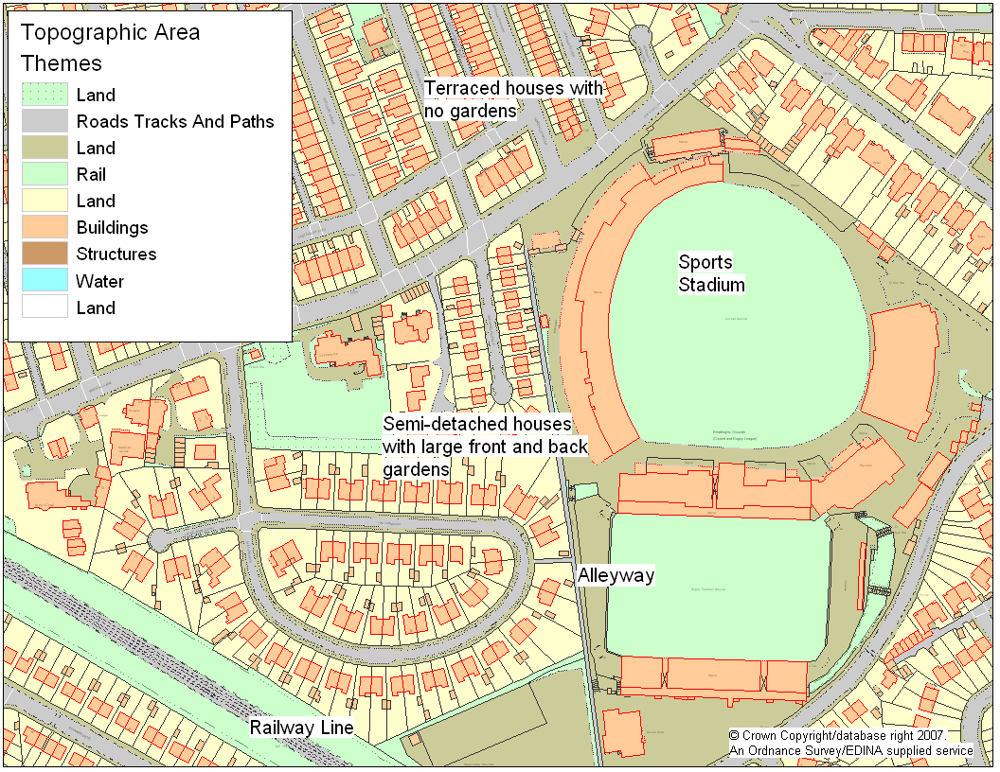 Topographic Area
Themes
Land
Roads Tracks And Paths
Land
Rail
Land
Buildings
Structures
Water
Land
Terraced houses with
no gardens
Sports
Stadium
Semi-detached houses
with large front and back
gardens
Alleyway
Railway Line
© Crown Copyright/database right 2007.
An Ordnance Survey/EDINA supplied service